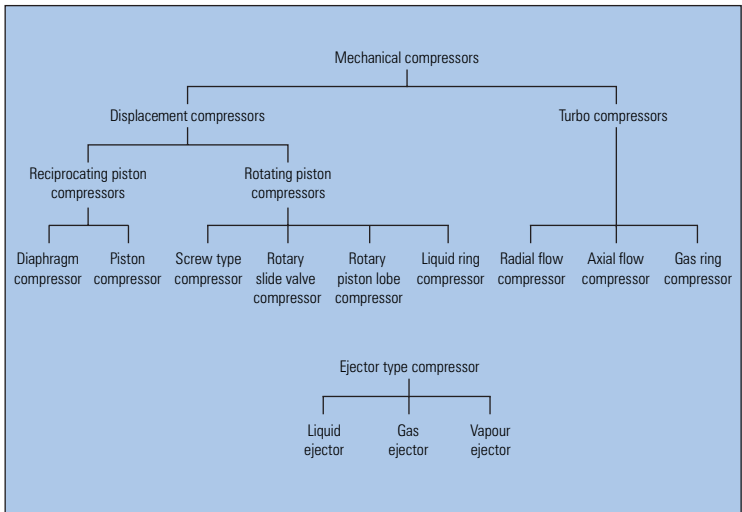 Mechanical compressors
Displacement compressors
Turbo compressors
Reciprocating piston
compressors
Rotating piston
compressors
Diaphragm
compressor
Piston
compressor
Screw type
compressor
Rotary
slide valve
compressor
Rotary
piston lobe
compressor
Liquid ring
compressor
Radial flow
compressor
Axial flow
compressor
Gas ring
compressor
Ejector type compressor
Liquid
ejector
Gas
ejector
Vapour
ejector